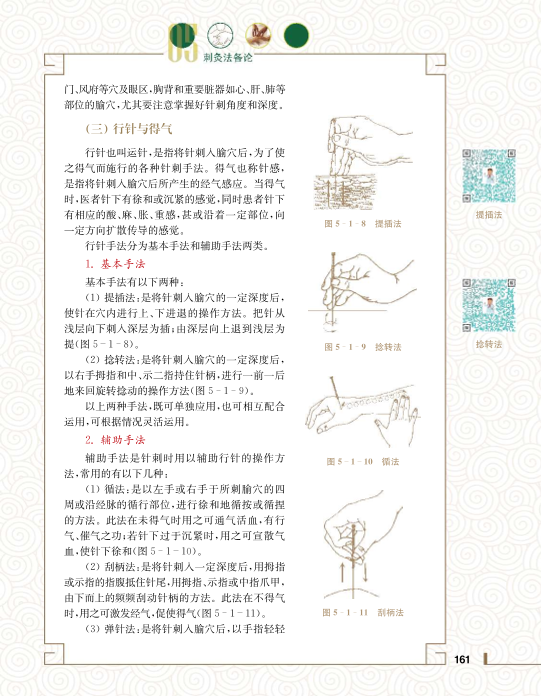 05
刺灸法各论
门、风府等穴及眼区,胸背和重要脏器如心、肝、肺等
部位的腧穴,尤其要注意掌握好针刺角度和深度。
(三) 行针与得气
行针也叫运针,是指将针刺入腧穴后,为了使
之得气而施行的各种针刺手法。得气也称针感,
是指将针刺入腧穴后所产生的经气感应。当得气
时,医者针下有徐和或沉紧的感觉,同时患者针下
有相应的酸、麻、胀、重感,甚或沿着一定部位,向
一定方向扩散传导的感觉。
行针手法分为基本手法和辅助手法两类。
1. 基本手法
基本手法有以下两种:
(1) 提插法:是将针刺入腧穴的一定深度后,
使针在穴内进行上、下进退的操作方法。把针从
浅层向下刺入深层为插;由深层向上退到浅层为
提(图 5-1-8)。
(2) 捻转法:是将针刺入腧穴的一定深度后,
以右手拇指和中、示二指持住针柄,进行一前一后
地来回旋转捻动的操作方法(图 5-1-9)。
以上两种手法,既可单独应用,也可相互配合
运用,可根据情况灵活运用。
2. 辅助手法
辅助手法是针刺时用以辅助行针的操作方
法,常用的有以下几种:
(1) 循法:是以左手或右手于所刺腧穴的四
周或沿经脉的循行部位,进行徐和地循按或循捏
的方法。此法在未得气时用之可通气活血,有行
气、催气之功;若针下过于沉紧时,用之可宣散气
血,使针下徐和(图 5-1-10)。
(2) 刮柄法:是将针刺入一定深度后,用拇指
或示指的指腹抵住针尾,用拇指、示指或中指爪甲,
由下而上的频频刮动针柄的方法。此法在不得气
时,用之可激发经气,促使得气(图 5-1-11)。
(3) 弹针法:是将针刺入腧穴后,以手指轻轻
图 5-1-8 提插法
图 5-1-9 捻转法
图 5-1-10 循法
图 5-1-11 刮柄法
提插法
捻转法
161